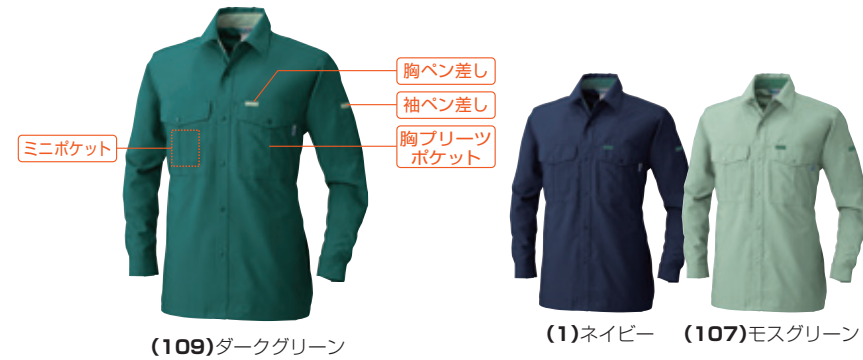 胸ペン差し
袖ペン差し
胸プリーツ
ポケット
ミニポケット
(109)ダークグリーン
(1)ネイビー
(107)モスグリーン